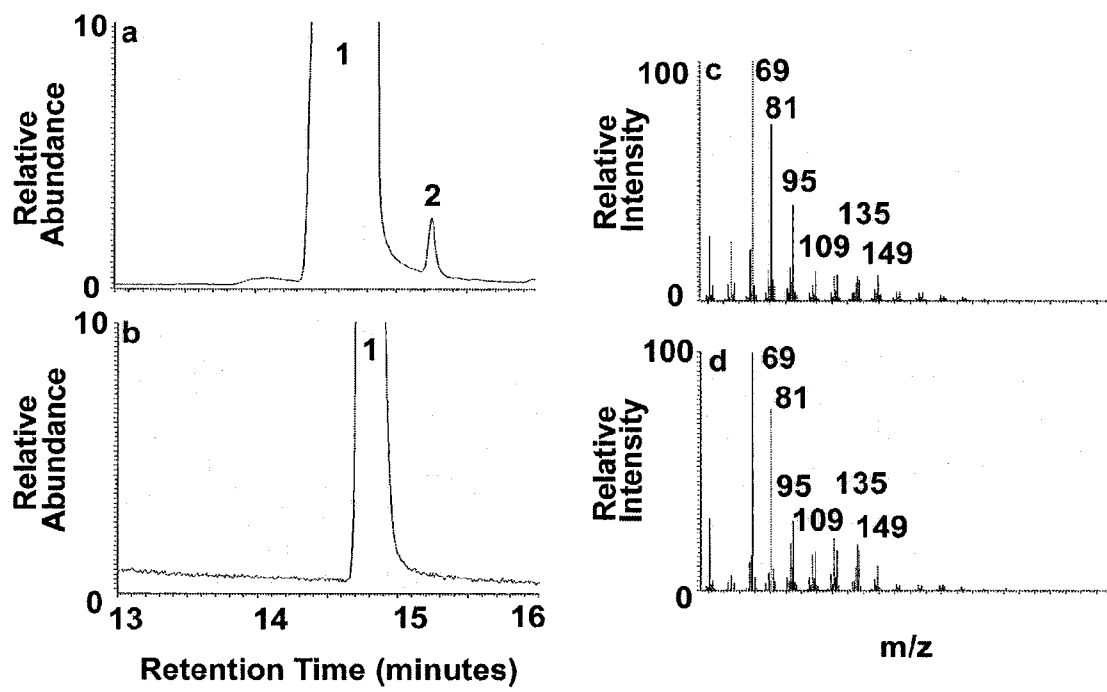 10
a
1
2
0
Relative
Abundance
10
b
1
0
Relative
Abundance
13
14
15
16
Retention Time (minutes)
100
c
69
81
95
109
135
149
0
Relative
Intensity
100
d
69
81
95
109
135
149
0
Relative
Intensity
m/z